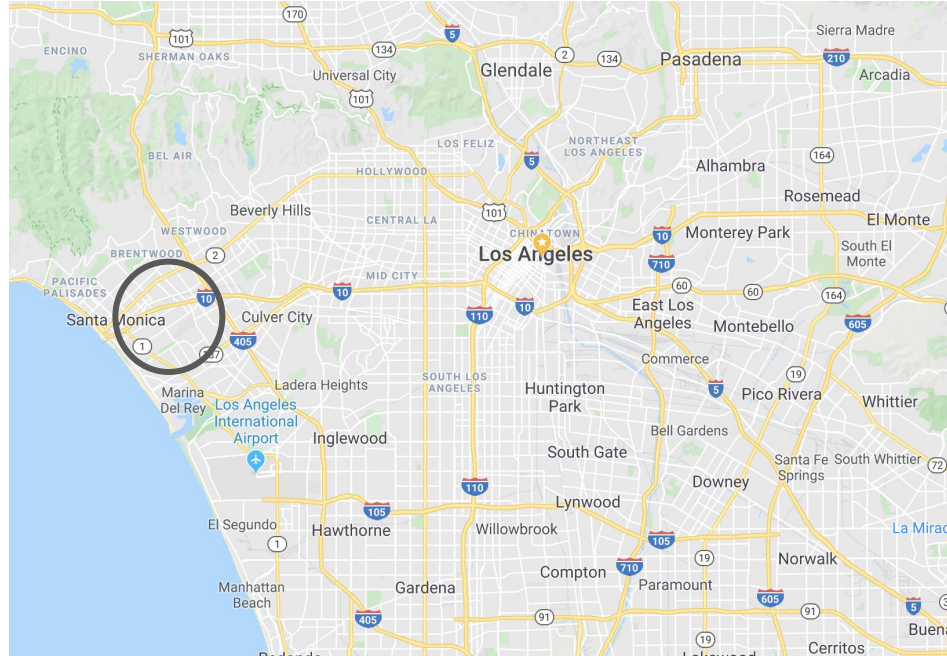 170
101
5
Sierra Madre
ENCINO
SHERMAN OAKS
134
2
134
Pasadena
210
Glendale
Universal City
Arcadia
101
LOS FELIZ
NORTHEAST
LOS ANGELES
BEL AIR
5
164
Alhambra
HOLLYWOOD
Rosemead
Beverly Hills
101
CENTRAL LA
El Monte
WESTWOOD
CHINATOWN
10
Monterey Park
BRENTWOOD
2
Los Angeles
710
South El
Monte
PACIFIC
PALISADES
MID CITY
10
10
60
60
164
10
East Los
Angeles
Santa Monica
Culver City
110
Montebello
605
1
405
Commerce
19
Ladera Heights
SOUTH LOS
ANGELES
Huntington
Park
5
Pico Rivera
Marina
Del Rey
Whittier
Los Angeles
International
Airport
Bell Gardens
Inglewood
South Gate
Santa Fe
Springs
South Whittier
72
110
Downey
105
Lynwood
El Segundo
Hawthorne
Willowbrook
La Mirad
1
105
19
Norwalk
710
Compton
Paramount
Manhattan
Beach
Gardena
605
5
91
91
405
19
Buena
Cerritos